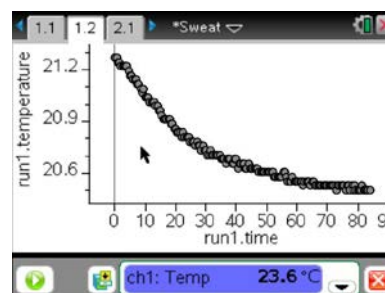 1.1 1.2 2.1 *Sweat
run1.temperature
21.2
20.9
20.6
0 10 20 30 40 50 60 70 80 9
run1.time
ch1: Temp 23.6 °C